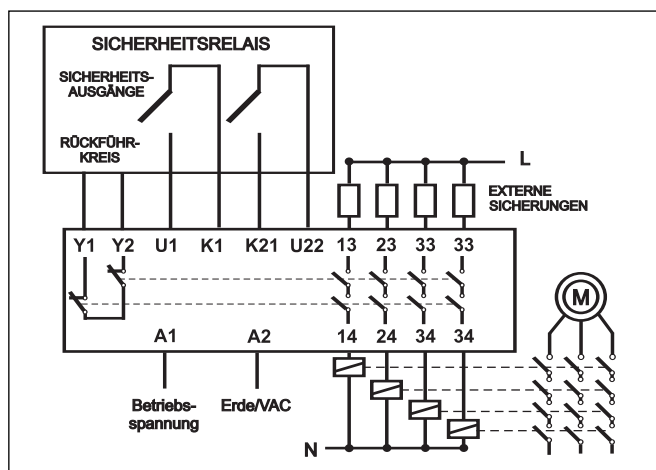 SICHERHEITSRELAIS
SICHERHEITS-
AUSGÄNGE
RÜCKFÜHR-
KREIS
L
EXTERNE
SICHERUNGEN
Y1 Y2 U1 K1 K21 U22 13 23 33 33
M
A1 A2 14 24 34 34
Betriebs-
spannung
Erde/VAC
N